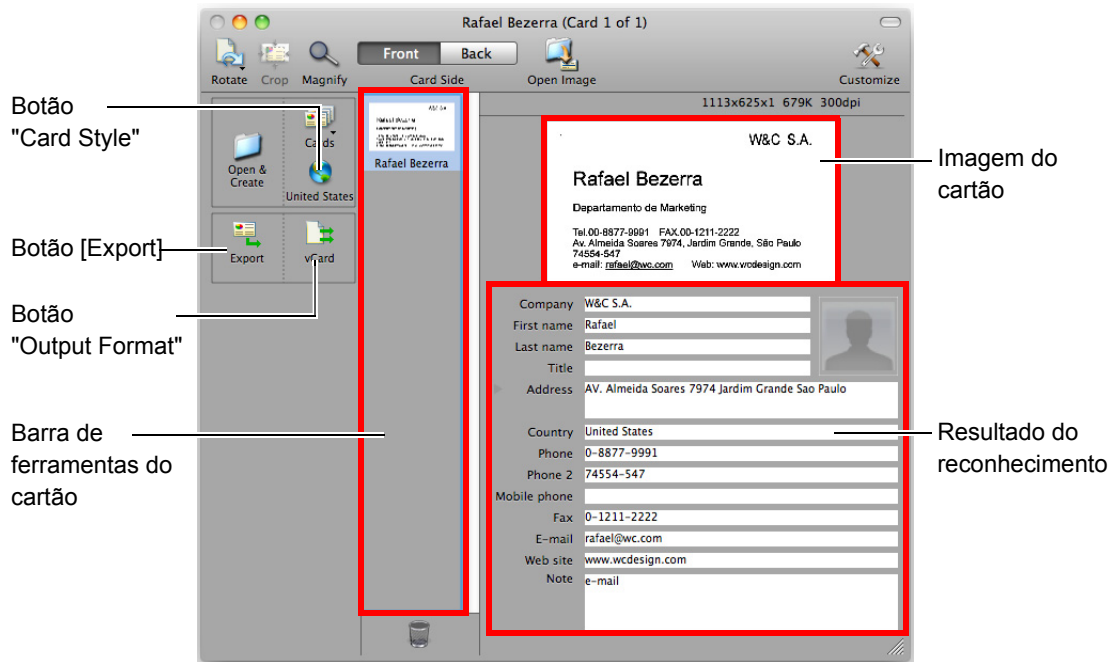 Rafael Bezerra (Card 1 of 1)
Rotate Crop Magnify
Front Back
Card Side
Open Image
Customize
Botão
"Card Style"
Botão [Export]
Botão
"Output Format"
Barra de
ferramentas do
cartão
Open &
Create
Cards
United States
Export
vCard
Rafael Bezerra
1113x625x1 679K 300dpi
W&C S.A.
Rafael Bezerra
Departamento de Marketing
Tel.00-8877-9991 FAX.00-1211-2222
Av. Almeida Soares 7974, Jardim Grande, São Paulo
74554-547
e-mail: rafael@wc.com Web: www.wcdesign.com
Company W&C S.A.
First name Rafael
Last name Bezerra
Title
Address AV. Almeida Soares 7974 Jardim Grande Sao Paulo
Country United States
Phone 0-8877-9991
Phone 2 74554-547
Mobile phone
Fax 0-1211-2222
E-mail rafael@wc.com
Web site www.wcdesign.com
Note e-mail
Imagem do
cartão
Resultado do
reconhecimento